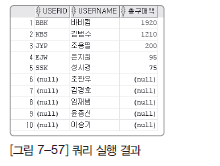 USERID USERNAME 총구매액
1 BBK 바비킴 1920
2 KBS 김범수 1210
3 JYP 조용필 200
4 EJW 은지원 95
5 SSK 성시경 75
6 (null) 조관우 (null)
7 (null) 김경호 (null)
8 (null) 임재범 (null)
9 (null) 윤종신 (null)
10 (null) 이승기 (null)
[그림 7-57] 쿼리 실행 결과